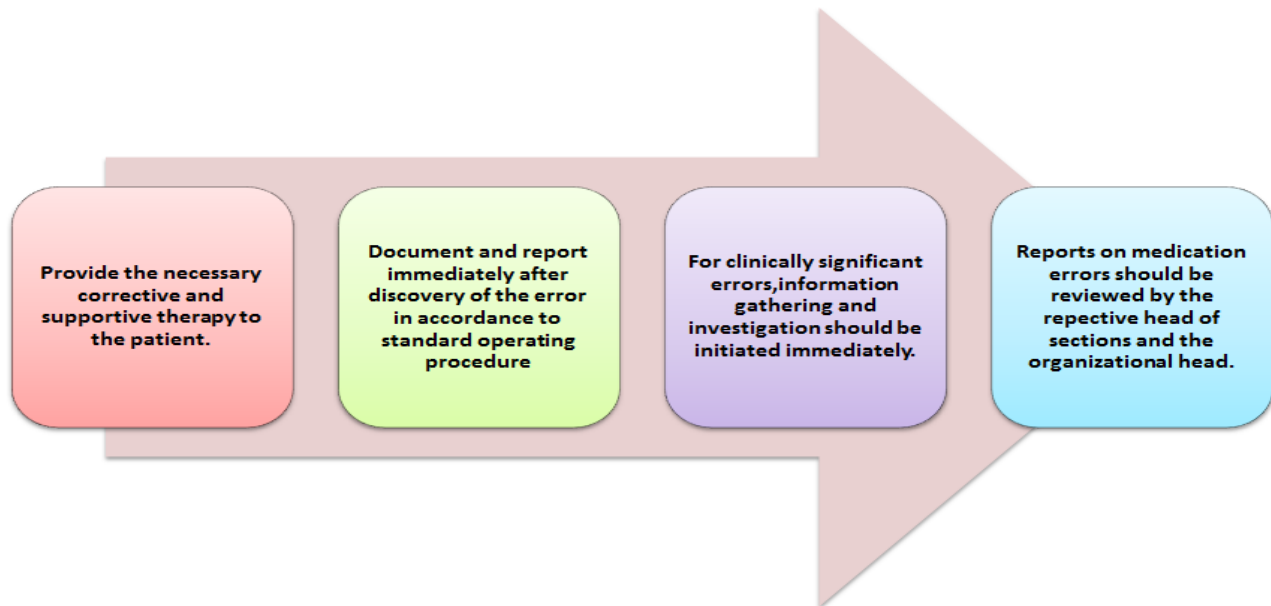 Provide the necessary
corrective and
supportive therapy to
the patient.
Document and report
immediately after
discovery of the error
in accordance to
standard operating
procedure
For clinically significant
errors,information
gathering and
investigation should be
initiated immediately.
Reports on medication
errors should be
reviewed by the
repective head of
sections and the
organizational head.